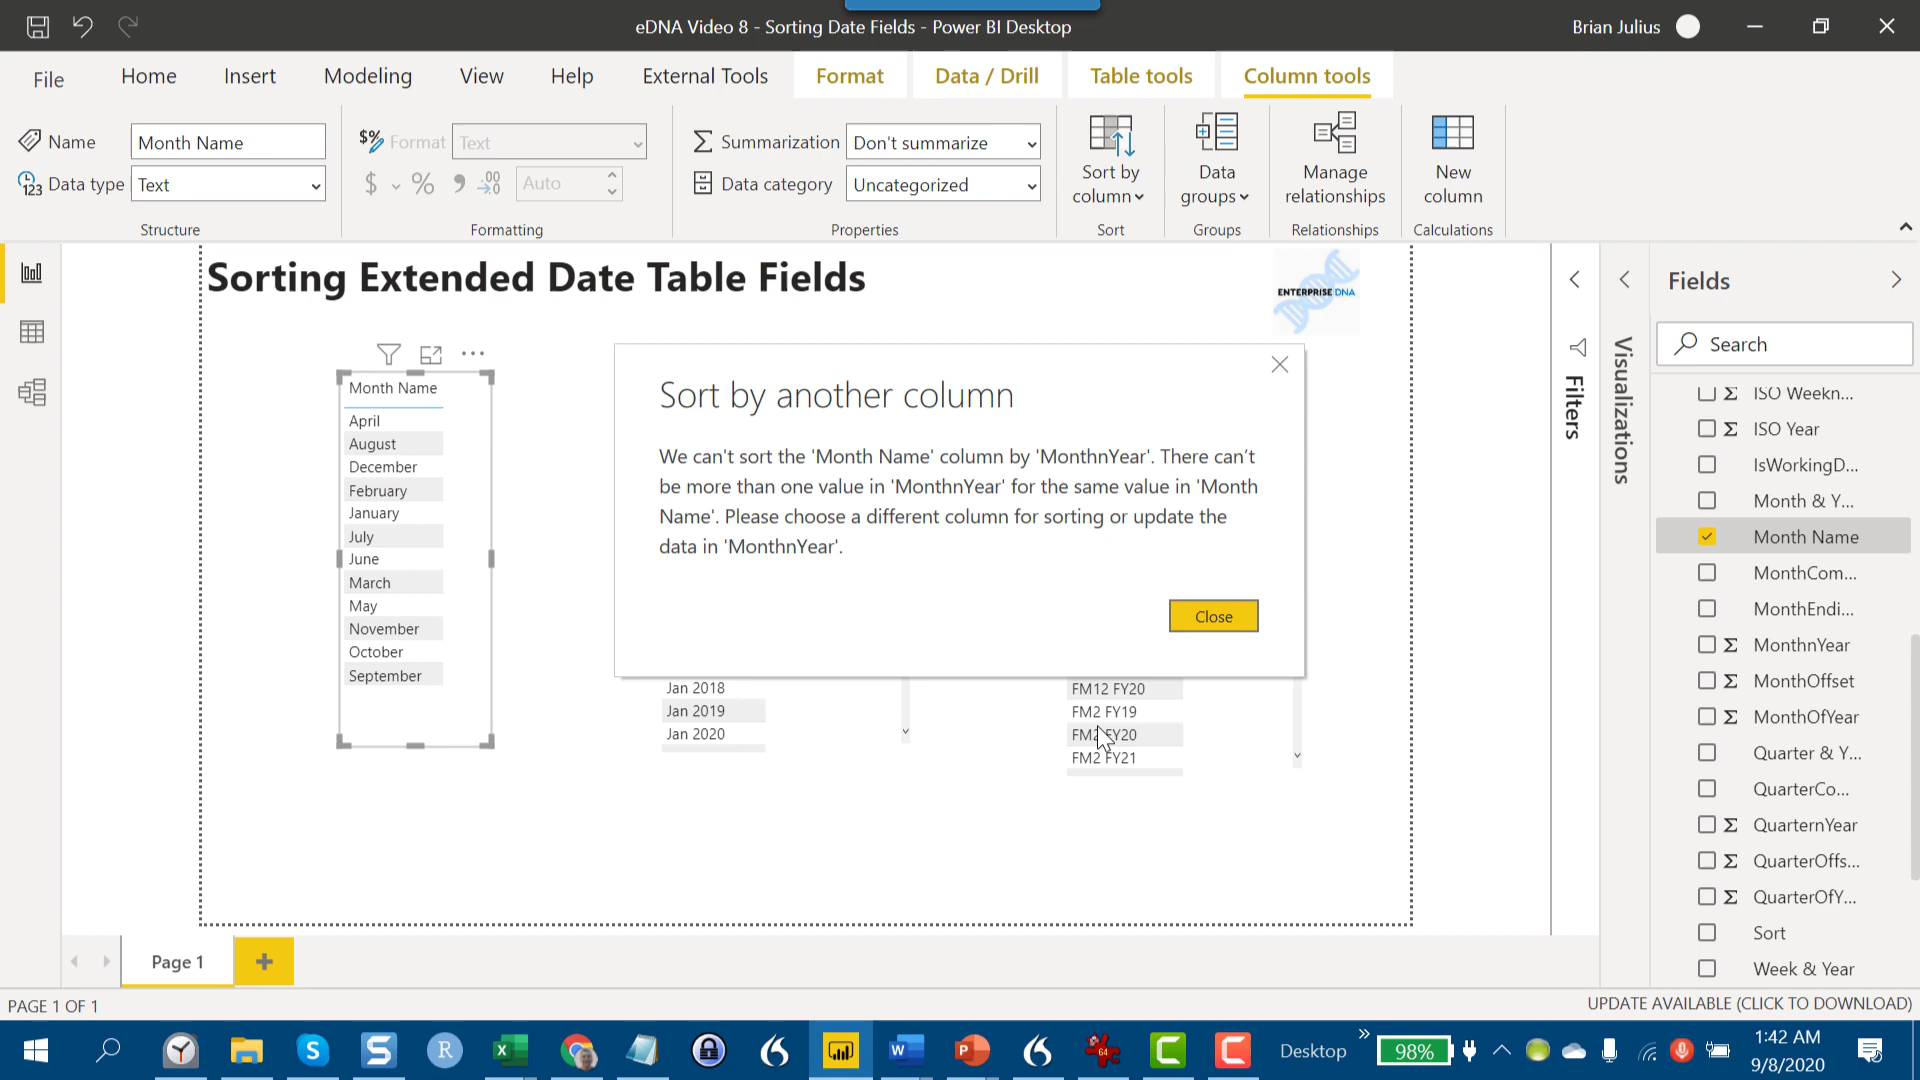 eDNA Video 8 - Sorting Date Fields - Power BI Desktop
Brian Julius
File
Home
Insert
Modeling
View
Help
External Tools
Format
Data / Drill
Table tools
Column tools
Name
Month Name
Data type
Text
Structure
$% Format
Text
$ % 9 .00
Auto
Formatting
Σ Summarization
Don't summarize
Data category
Uncategorized
Properties
Sort by
column
Sort
Data
groups
Groups
Manage
relationships
Relationships
New
column
Calculations
Sorting Extended Date Table Fields
ENTERPRISE DNA
Month Name
April
August
December
February
January
July
June
March
May
November
October
September
Sort by another column
We can't sort the 'Month Name' column by 'MonthnYear'. There can't
be more than one value in 'MonthnYear' for the same value in 'Month
Name'. Please choose a different column for sorting or update the
data in 'MonthnYear'.
Close
Jan 2018
Jan 2019
Jan 2020
FM12 FY20
FM2 FY19
FM2 FY20
FM2 FY21
Filters
Visualizations
Fields
Search
Σ ISO Weekn...
Σ ISO Year
IsWorkingD...
Month & Y...
Month Name
MonthCom...
MonthEndi...
Σ MonthnYear
Σ MonthOffset
Σ MonthOfYear
Quarter & Y...
QuarterCo...
Σ QuarternYear
Σ QuarterOffs...
Σ QuarterOfY...
Sort
Week & Year
Page 1
PAGE 1 OF 1
UPDATE AVAILABLE (CLICK TO DOWNLOAD)
Desktop
98%
1:42 AM
9/8/2020